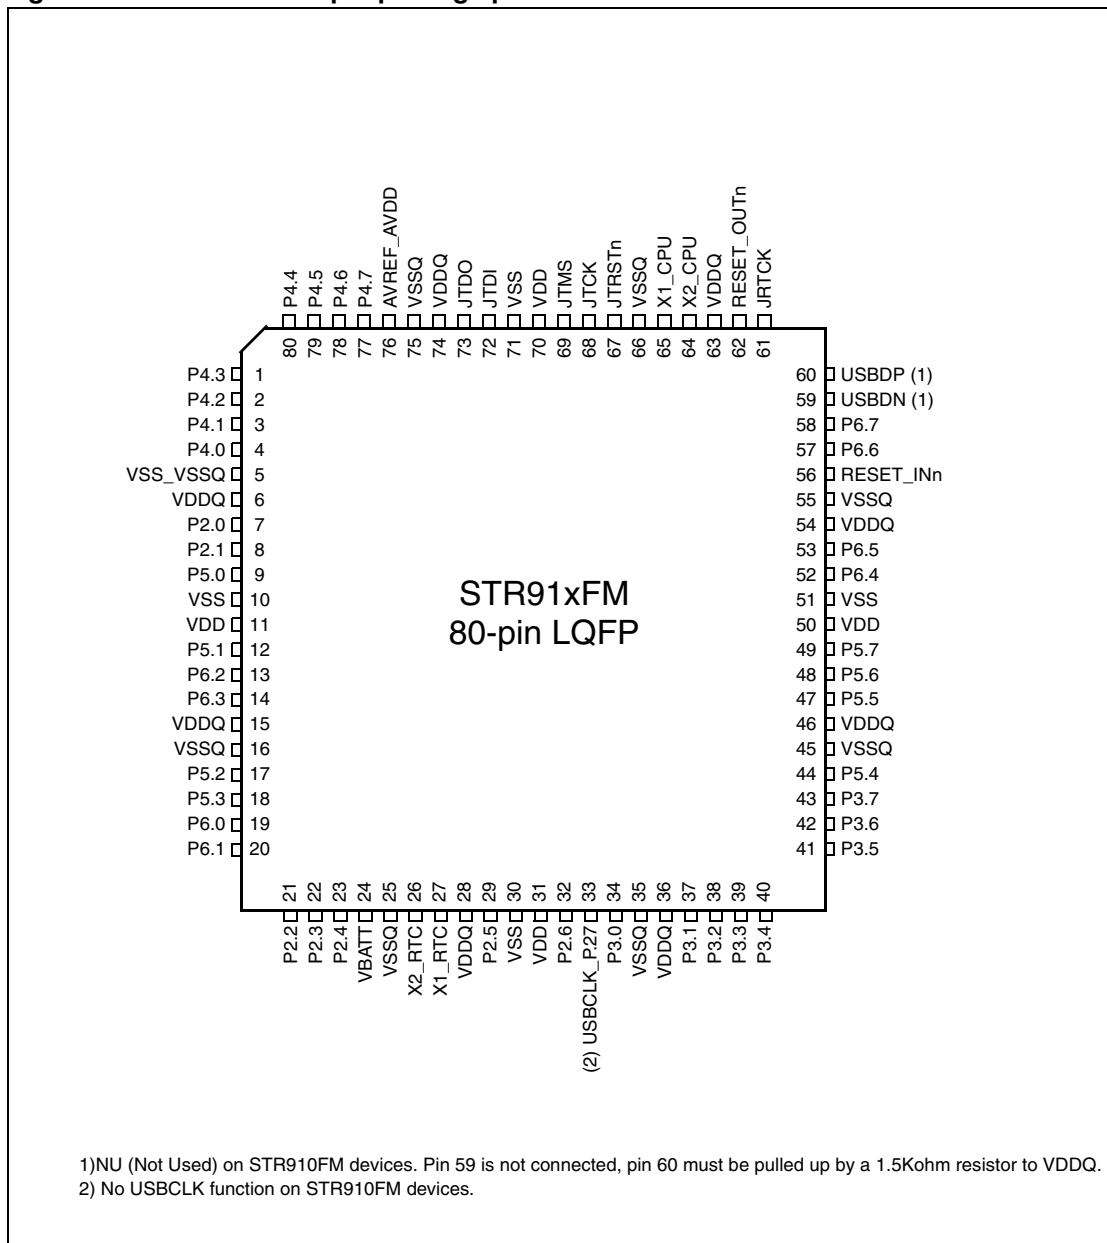 P4.4
P4.5
P4.6
P4.7
AVREF_AVDD
VSSQ
VDDQ
JTDO
JTDI
VSS
VDD
JTMS
JTCK
JTRSTn
VSSQ
X1_CPU
X2_CPU
VDDQ
RESET_OUTn
JRTCK
80
79
78
77
76
75
74
73
72
71
70
69
68
67
66
65
64
63
62
61
P4.3 1
P4.2 2
P4.1 3
P4.0 4
VSS_VSSQ 5
VDDQ 6
P2.0 7
P2.1 8
P5.0 9
VSS 10
VDD 11
P5.1 12
P6.2 13
P6.3 14
VDDQ 15
VSSQ 16
P5.2 17
P5.3 18
P6.0 19
P6.1 20
STR91xFM
80-pin LQFP
60 USBDP (1)
59 USBDN (1)
58 P6.7
57 P6.6
56 RESET_INn
55 VSSQ
54 VDDQ
53 P6.5
52 P6.4
51 VSS
50 VDD
49 P5.7
48 P5.6
47 P5.5
46 VDDQ
45 VSSQ
44 P5.4
43 P3.7
42 P3.6
41 P3.5
21
22
23
24
25
26
27
28
29
30
31
32
33
34
35
36
37
38
39
40
P2.2
P2.3
P2.4
VBATT
VSSQ
X2_RTC
X1_RTC
VDDQ
P2.5
VSS
VDD
P2.6
(2) USBCLK_P.27
P3.0
VSSQ
VDDQ
P3.1
P3.2
P3.3
P3.4
1)NU (Not Used) on STR910FM devices. Pin 59 is not connected, pin 60 must be pulled up by a 1.5Kohm resistor to VDDQ.
2) No USBCLK function on STR910FM devices.